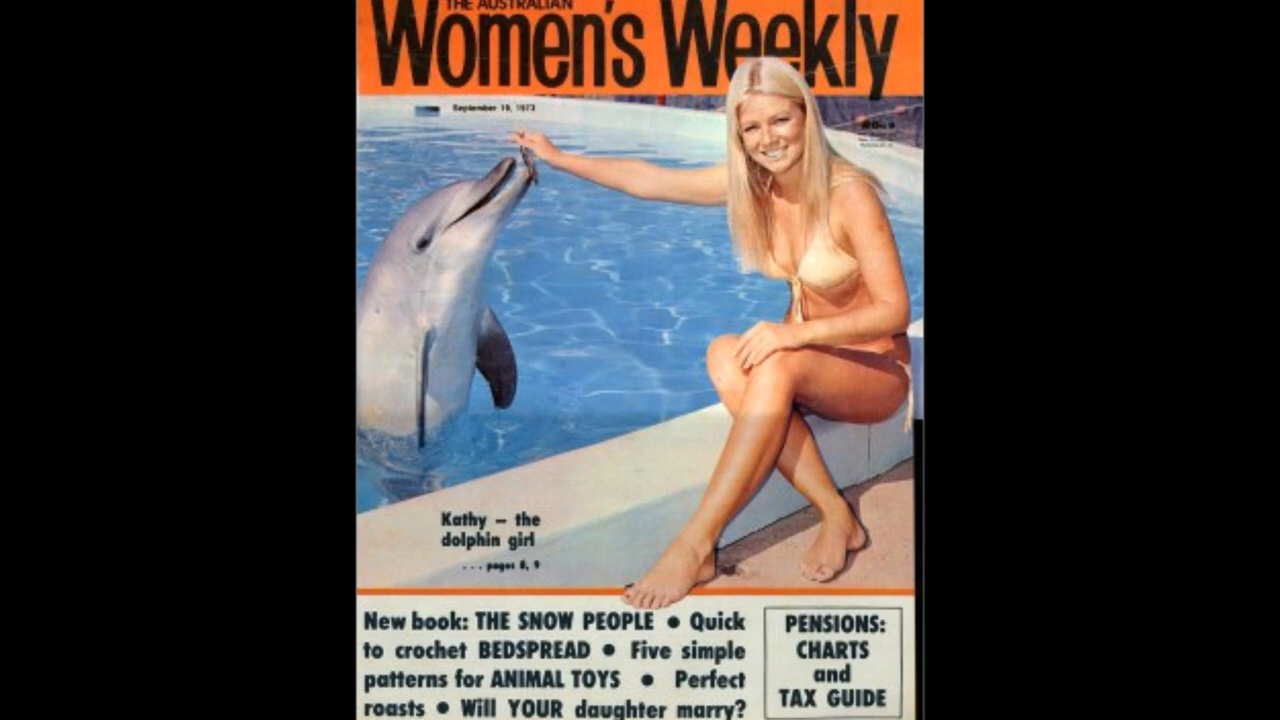 THE AUSTRALIAN
Women's Weekly
September 19, 1973
Kathy — the
dolphin girl
... pages 8, 9
New book: THE SNOW PEOPLE • Quick
to crochet BEDSPREAD • Five simple
patterns for ANIMAL TOYS • Perfect
roasts • Will YOUR daughter marry?
PENSIONS:
CHARTS
and
TAX GUIDE